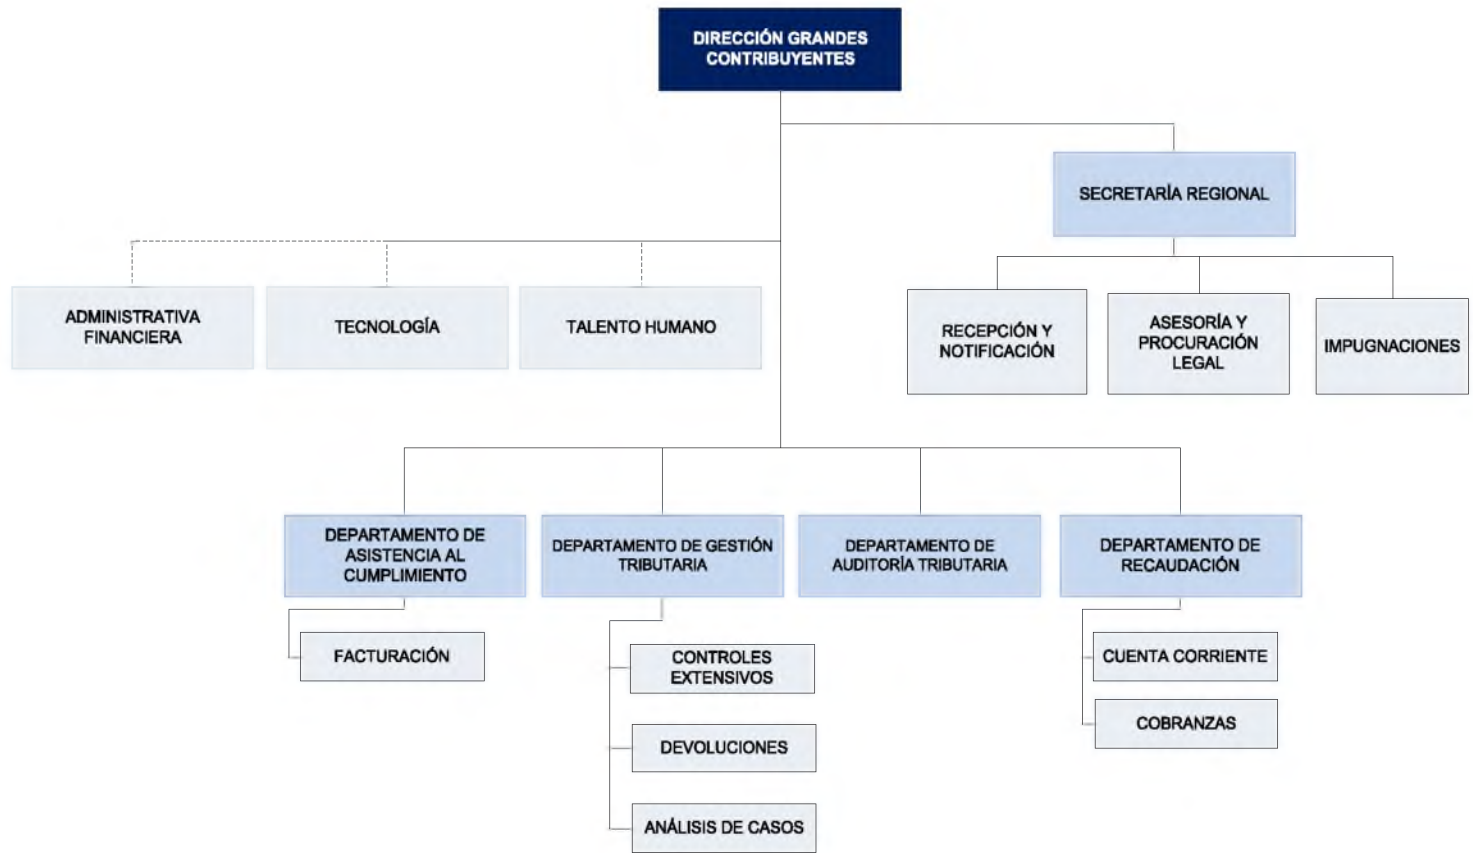 DIRECCIÓN GRANDES
CONTRIBUYENTES
SECRETARÍA REGIONAL
ADMINISTRATIVA
FINANCIERA
TECNOLOGÍA
TALENTO HUMANO
RECEPCIÓN Y
NOTIFICACIÓN
ASESORÍA Y
PROCURACIÓN
LEGAL
IMPUGNACIONES
DEPARTAMENTO DE
ASISTENCIA AL
CUMPLIMIENTO
DEPARTAMENTO DE GESTIÓN
TRIBUTARIA
DEPARTAMENTO DE
AUDITORÍA TRIBUTARIA
DEPARTAMENTO DE
RECAUDACIÓN
FACTURACIÓN
CONTROLES
EXTENSIVOS
DEVOLUCIONES
ANÁLISIS DE CASOS
CUENTA CORRIENTE
COBRANZAS